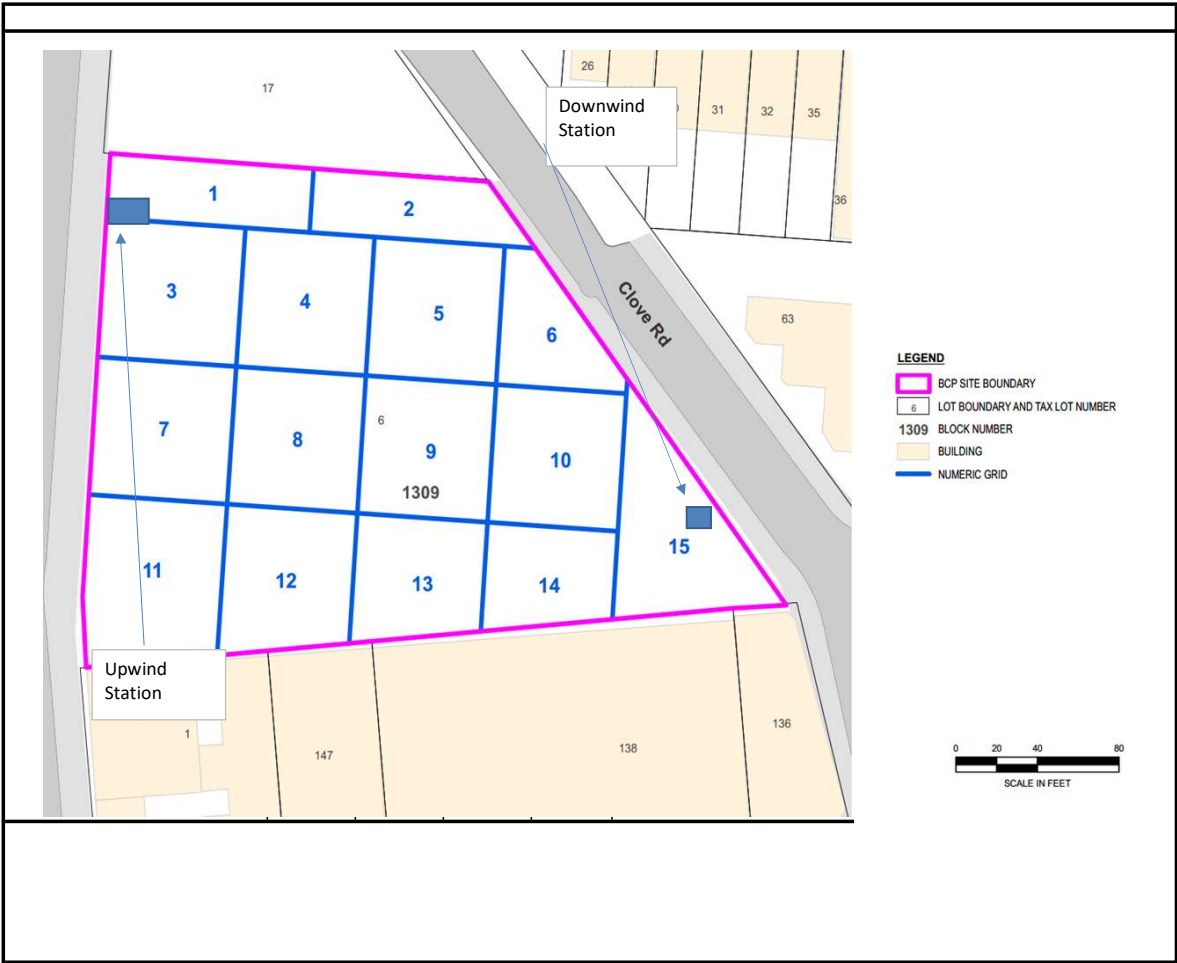 17
26
31
32
35
36
Downwind
Station
1
2
3
4
5
6
Clove Rd
63
7
8
6
9
10
1309
11
12
13
14
15
Upwind
Station
1
147
138
136
LEGEND
BCP SITE BOUNDARY
6 LOT BOUNDARY AND TAX LOT NUMBER
1309 BLOCK NUMBER
BUILDING
NUMERIC GRID
0 20 40 80
SCALE IN FEET